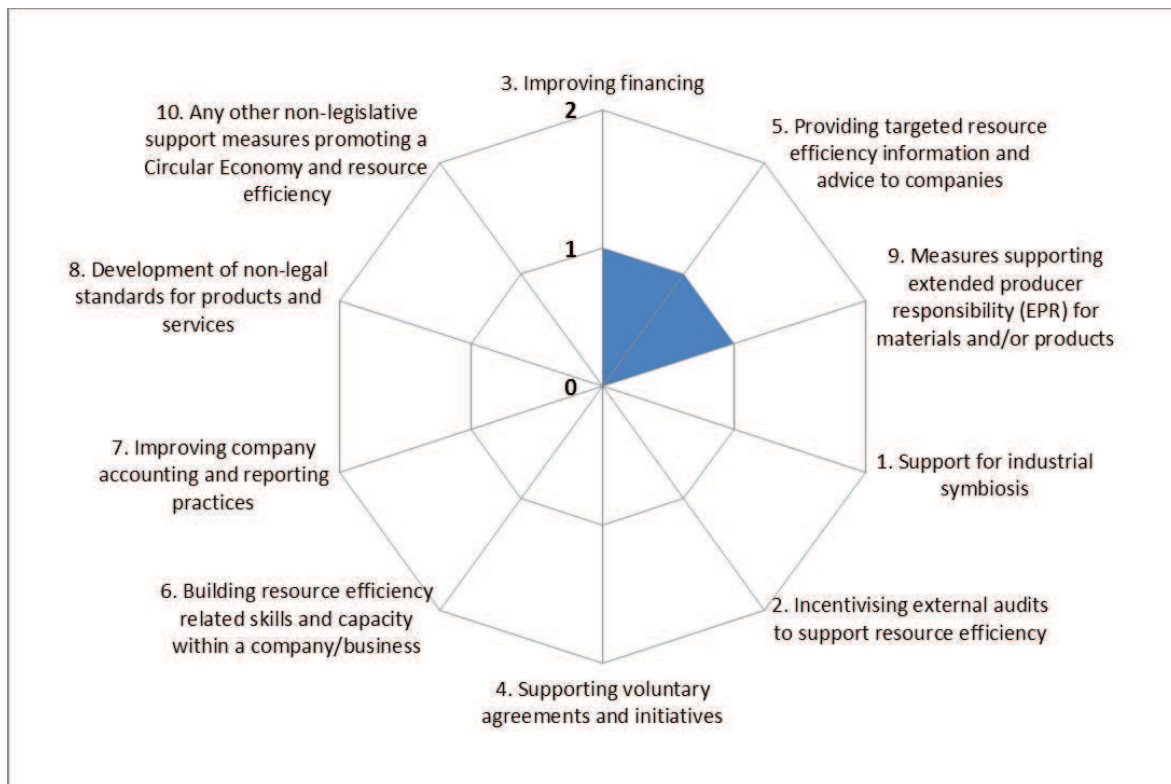 3. Improving financing
2
10. Any other non-legislative
support measures promoting a
Circular Economy and resource
efficiency
5. Providing targeted resource
efficiency information and
advice to companies
1
8. Development of non-legal
standards for products and
services
9. Measures supporting
extended producer
responsibility (EPR) for
materials and/or products
0
7. Improving company
accounting and reporting
practices
1. Support for industrial
symbiosis
6. Building resource efficiency
related skills and capacity
within a company/business
2. Incentivising external audits
to support resource efficiency
4. Supporting voluntary
agreements and initiatives